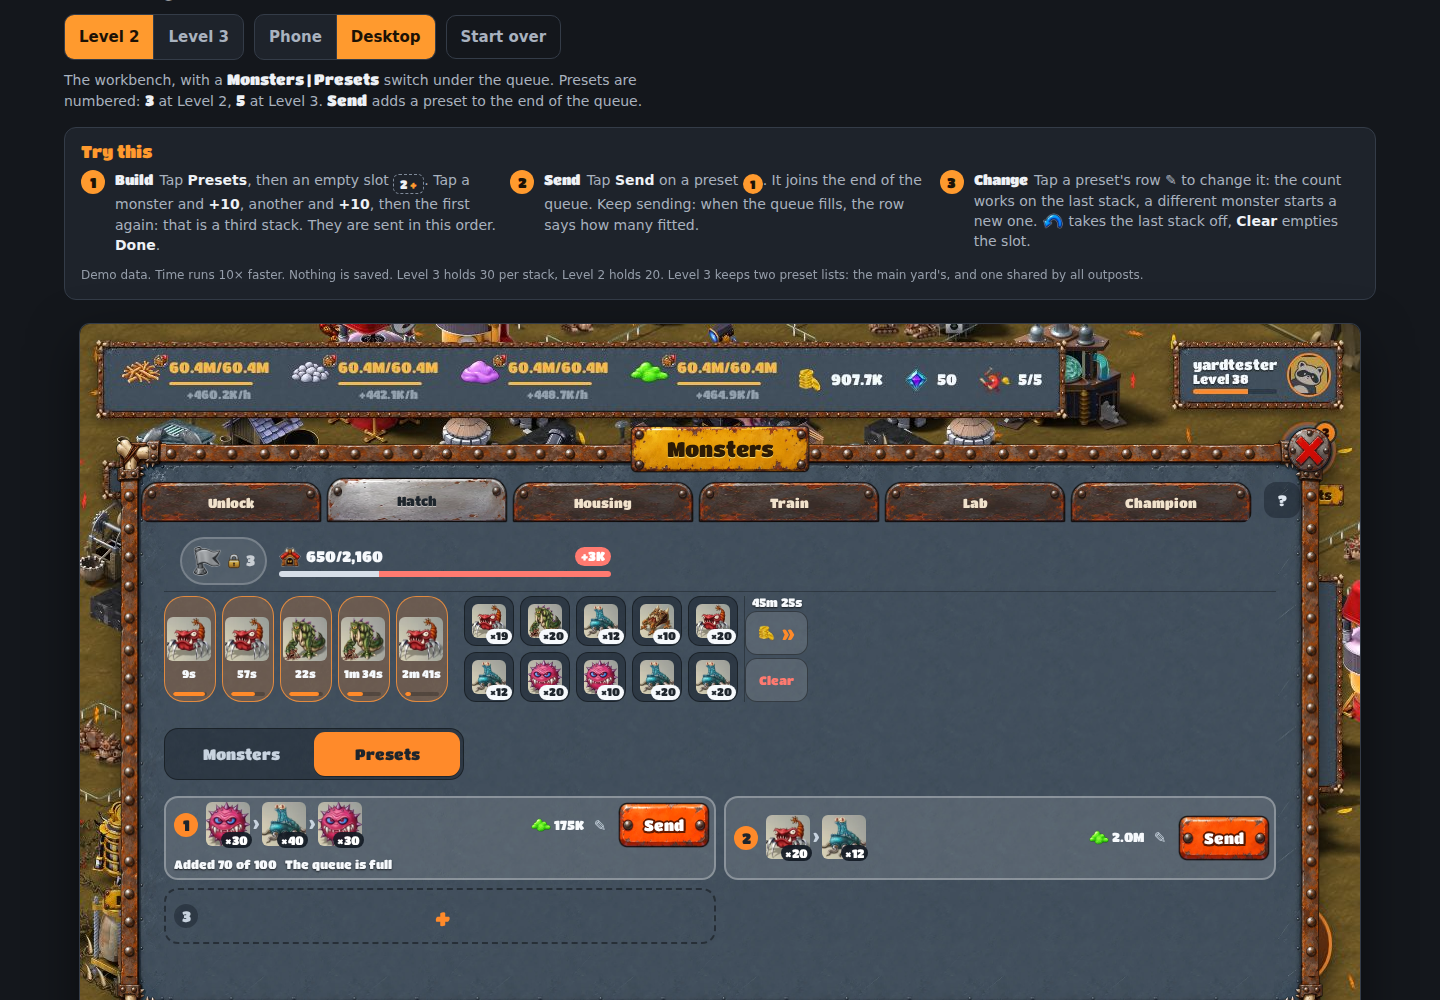 Level 2 Level 3 Phone Desktop Start over
The workbench, with a Monsters|Presets switch under the queue. Presets are
numbered: 3 at Level 2, 5 at Level 3. Send adds a preset to the end of the queue.
Try this
1 Build Tap Presets, then an empty slot 2 +. Tap a
monster and +10, another and +10, then the first
again: that is a third stack. They are sent in this order.
Done.
2 Send Tap Send on a preset 1. It joins the end of the
queue. Keep sending: when the queue fills, the row
says how many fitted.
3 Change Tap a preset's row ✎ to change it: the count
works on the last stack, a different monster starts a
new one. takes the last stack off, Clear empties
the slot.
Demo data. Time runs 10× faster. Nothing is saved. Level 3 holds 30 per stack, Level 2 holds 20. Level 3 keeps two preset lists: the main yard's, and one shared by all outposts.
60.4M/60.4M 60.4M/60.4M 60.4M/60.4M 60.4M/60.4M 907.7K 50 5/5
+460.2K/h +442.1K/h +448.7K/h +464.9K/h
yardtester
Level 38
Monsters
Unlock Hatch Housing Train Lab Champion ?
3 650/2,160 +3K
9s 57s 22s 1m 34s 2m 41s
×19 ×20 ×12 ×10 ×20
×12 ×20 ×10 ×20 ×20
45m 25s
»
Clear
Monsters Presets
1 ×30 › ×40 › ×30 175K ✎ Send
Added 70 of 100 The queue is full
2 ×20 › ×12 2.0M ✎ Send
3 +